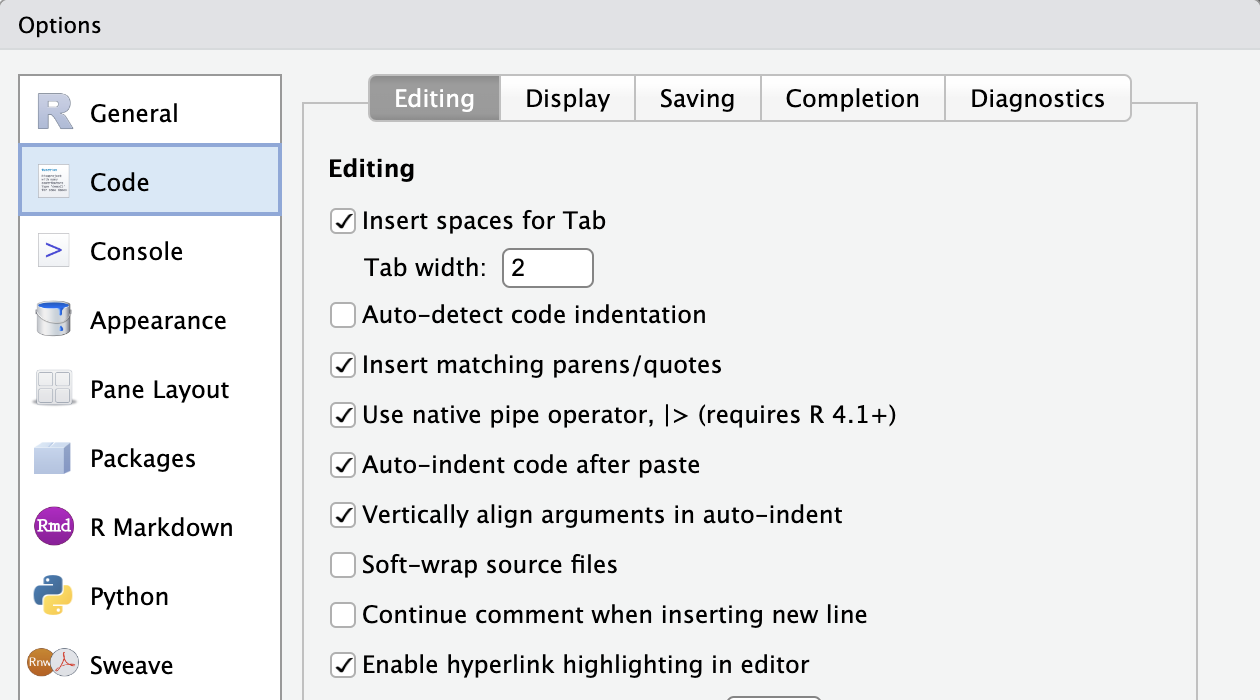 Options
General
Code
>
Console
Appearance
Pane Layout
Packages
Rmd
R Markdown
Python
Rnw
Sweave
Editing
Display
Saving
Completion
Diagnostics
Editing
Insert spaces for Tab
Tab width: 2
Auto-detect code indentation
Insert matching parens/quotes
Use native pipe operator, |> (requires R 4.1+)
Auto-indent code after paste
Vertically align arguments in auto-indent
Soft-wrap source files
Continue comment when inserting new line
Enable hyperlink highlighting in editor